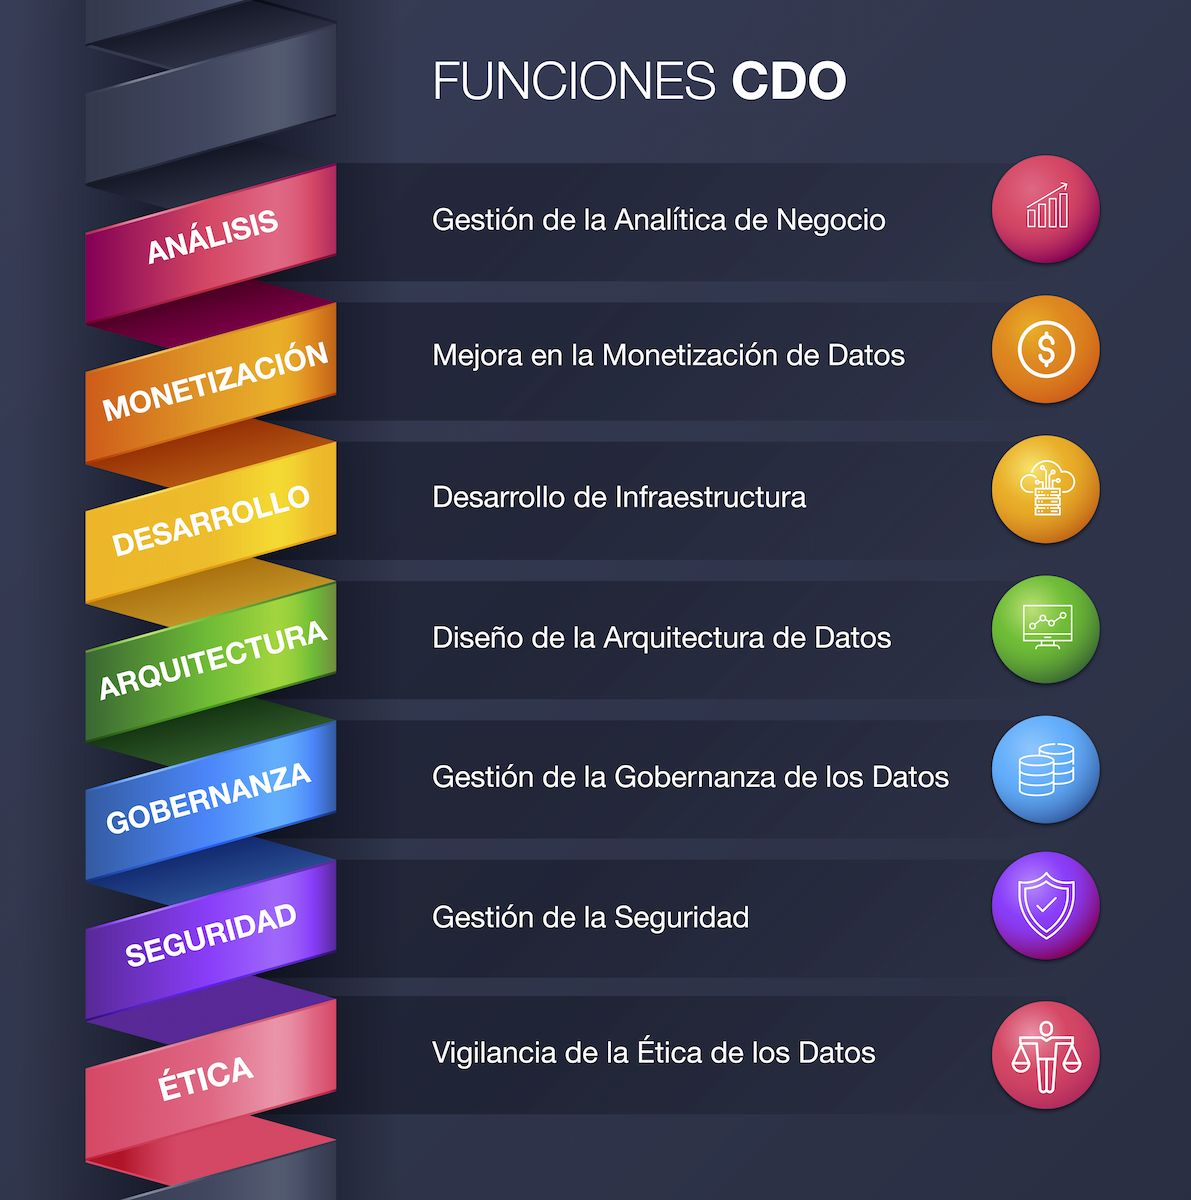 FUNCIONES CDO
ANÁLISIS
Gestión de la Analítica de Negocio
MONETIZACIÓN
Mejora en la Monetización de Datos
DESARROLLO
Desarrollo de Infraestructura
ARQUITECTURA
Diseño de la Arquitectura de Datos
GOBERNANZA
Gestión de la Gobernanza de los Datos
SEGURIDAD
Gestión de la Seguridad
ÉTICA
Vigilancia de la Ética de los Datos